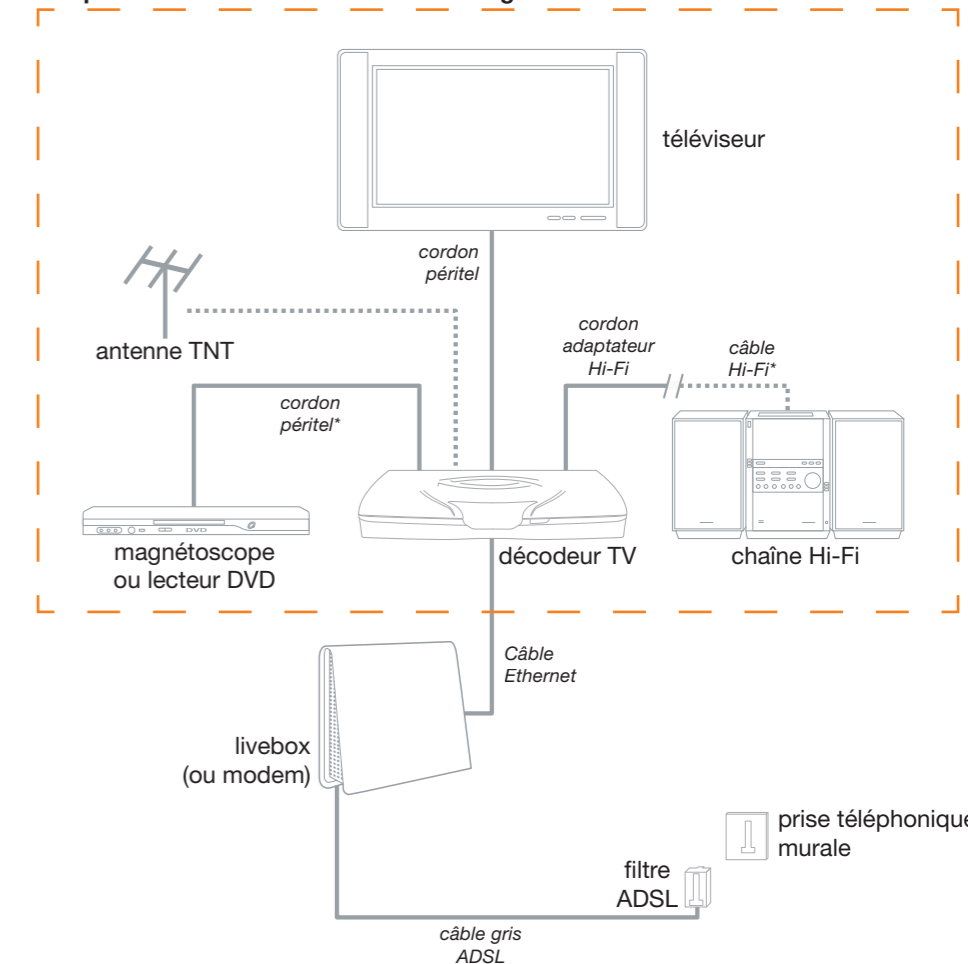 téléviseur
cordon
péritel
antenne TNT
cordon
adaptateur
Hi-Fi
câble
Hi-Fi*
cordon
péritel*
DVD
magnétoscope
ou lecteur DVD
décodeur TV
chaîne Hi-Fi
Câble
Ethernet
livebox
(ou modem)
prise téléphonique
murale
filtre
ADSL
câble gris
ADSL